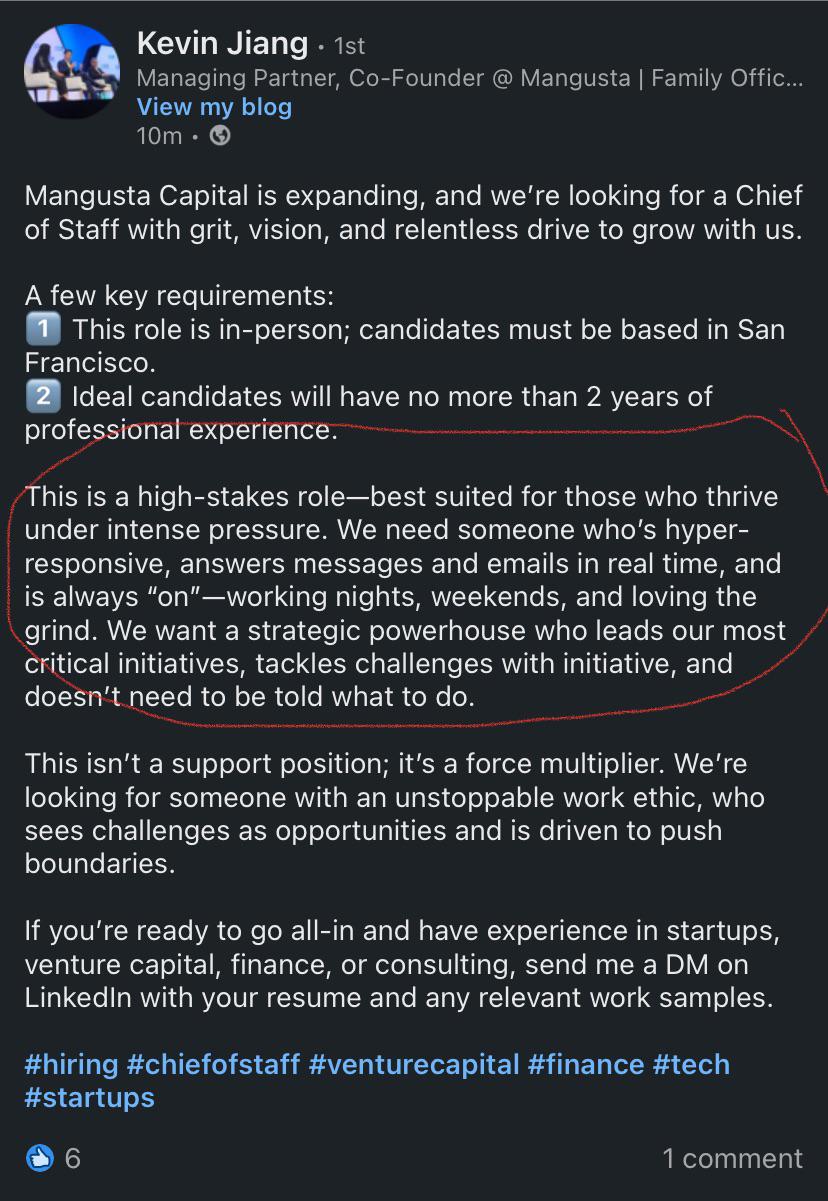 Kevin Jiang • 1st
Managing Partner, Co-Founder @ Mangusta | Family Offic...
View my blog
10m •
Mangusta Capital is expanding, and we’re looking for a Chief
of Staff with grit, vision, and relentless drive to grow with us.
A few key requirements:
1️⃣ This role is in-person; candidates must be based in San
Francisco.
2️⃣ Ideal candidates will have no more than 2 years of
professional experience.
This is a high-stakes role—best suited for those who thrive
under intense pressure. We need someone who’s hyper-
responsive, answers messages and emails in real time, and
is always “on”—working nights, weekends, and loving the
grind. We want a strategic powerhouse who leads our most
critical initiatives, tackles challenges with initiative, and
doesn’t need to be told what to do.
This isn’t a support position; it’s a force multiplier. We’re
looking for someone with an unstoppable work ethic, who
sees challenges as opportunities and is driven to push
boundaries.
If you’re ready to go all-in and have experience in startups,
venture capital, finance, or consulting, send me a DM on
LinkedIn with your resume and any relevant work samples.
#hiring #chiefofstaff #venturecapital #finance #tech
#startups
6 1 comment